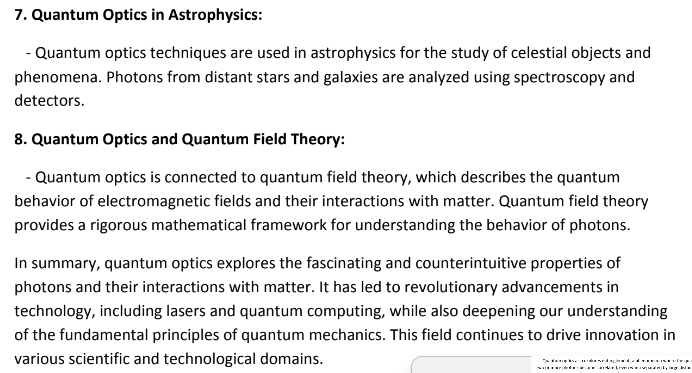 7. Quantum Optics in Astrophysics:
- Quantum optics techniques are used in astrophysics for the study of celestial objects and
phenomena. Photons from distant stars and galaxies are analyzed using spectroscopy and
detectors.
8. Quantum Optics and Quantum Field Theory:
- Quantum optics is connected to quantum field theory, which describes the quantum
behavior of electromagnetic fields and their interactions with matter. Quantum field theory
provides a rigorous mathematical framework for understanding the behavior of photons.
In summary, quantum optics explores the fascinating and counterintuitive properties of
photons and their interactions with matter. It has led to revolutionary advancements in
technology, including lasers and quantum computing, while also deepening our understanding
of the fundamental principles of quantum mechanics. This field continues to drive innovation in
various scientific and technological domains.